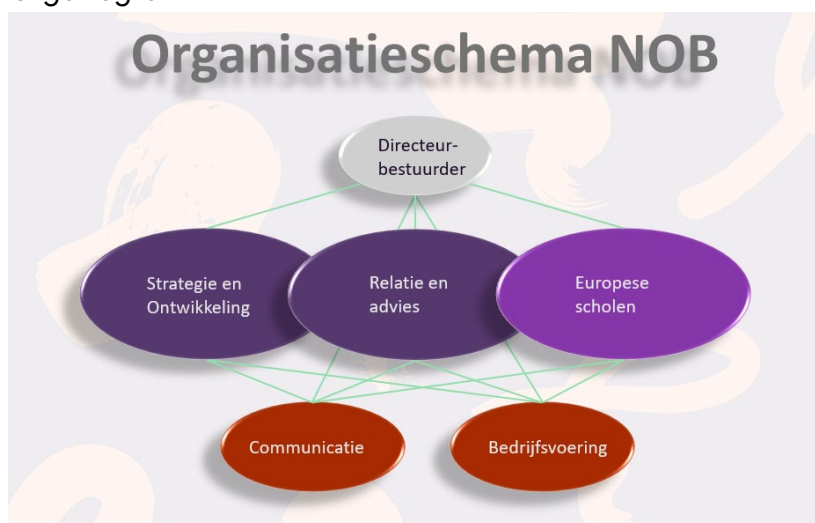 Organisatieschema NOB
Directeur-
bestuurder
Strategie en
Ontwikkeling
Relatie en
advies
Europese
scholen
Communicatie
Bedrijfsvoering